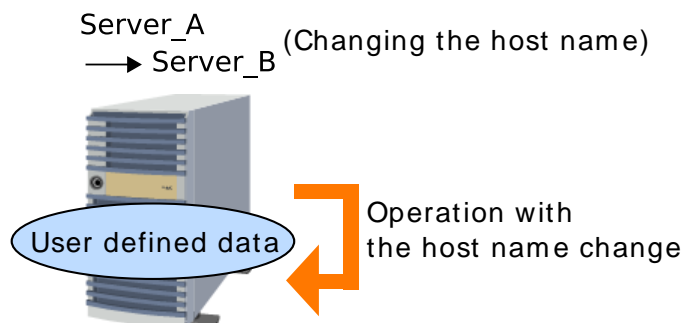 Server_A
→ Server_B
(Changing the host name)
User defined data
Operation with
the host name change